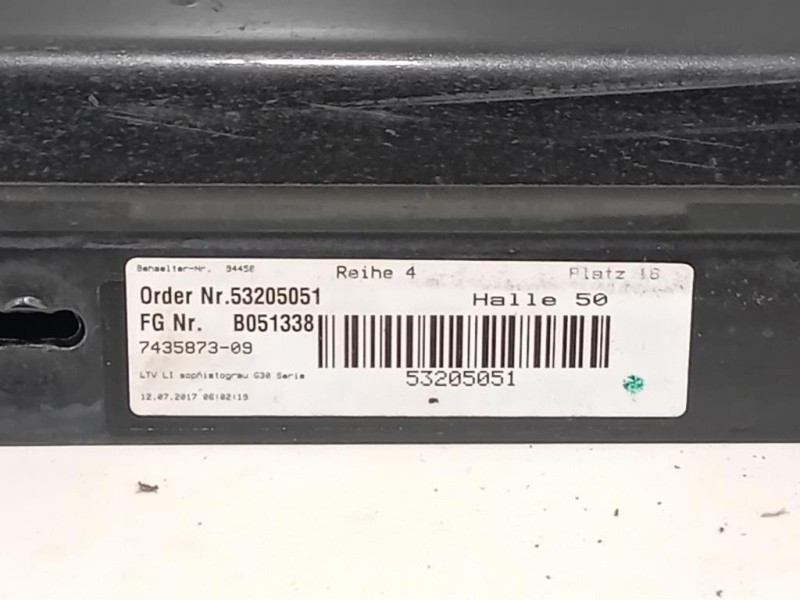 Behaelter-Nr. 94450 Reihe 4 Platz 16
Order Nr.53205051 Halle 50
FG Nr. B051338
7435873-09
53205051
LTV LI sophistograu G30 Serie
12.07.2017 06:02:19